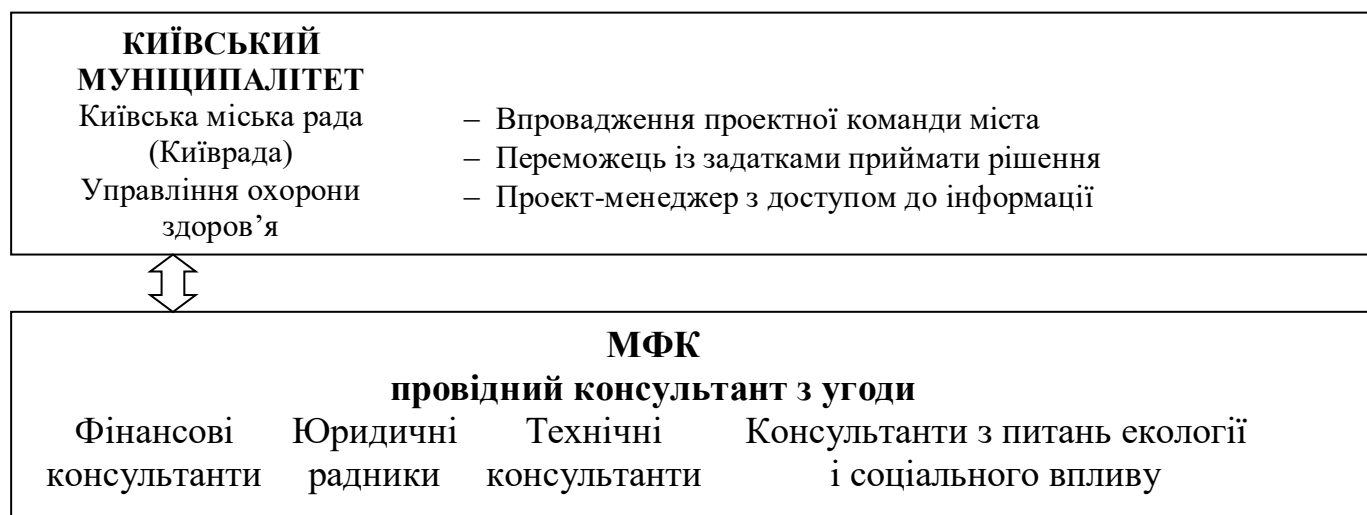 КИЇВСЬКИЙ
МУНІЦИПАЛІТЕТ
Київська міська рада
(Київрада)
Управління охорони
здоров’я
– Впровадження проектної команди міста
– Переможець із задатками приймати рішення
– Проект-менеджер з доступом до інформації
МФК
провідний консультант з угоди
Фінансові
консультанти
Юридичні
радники
Технічні
консультанти
Консультанти з питань екології
і соціального впливу